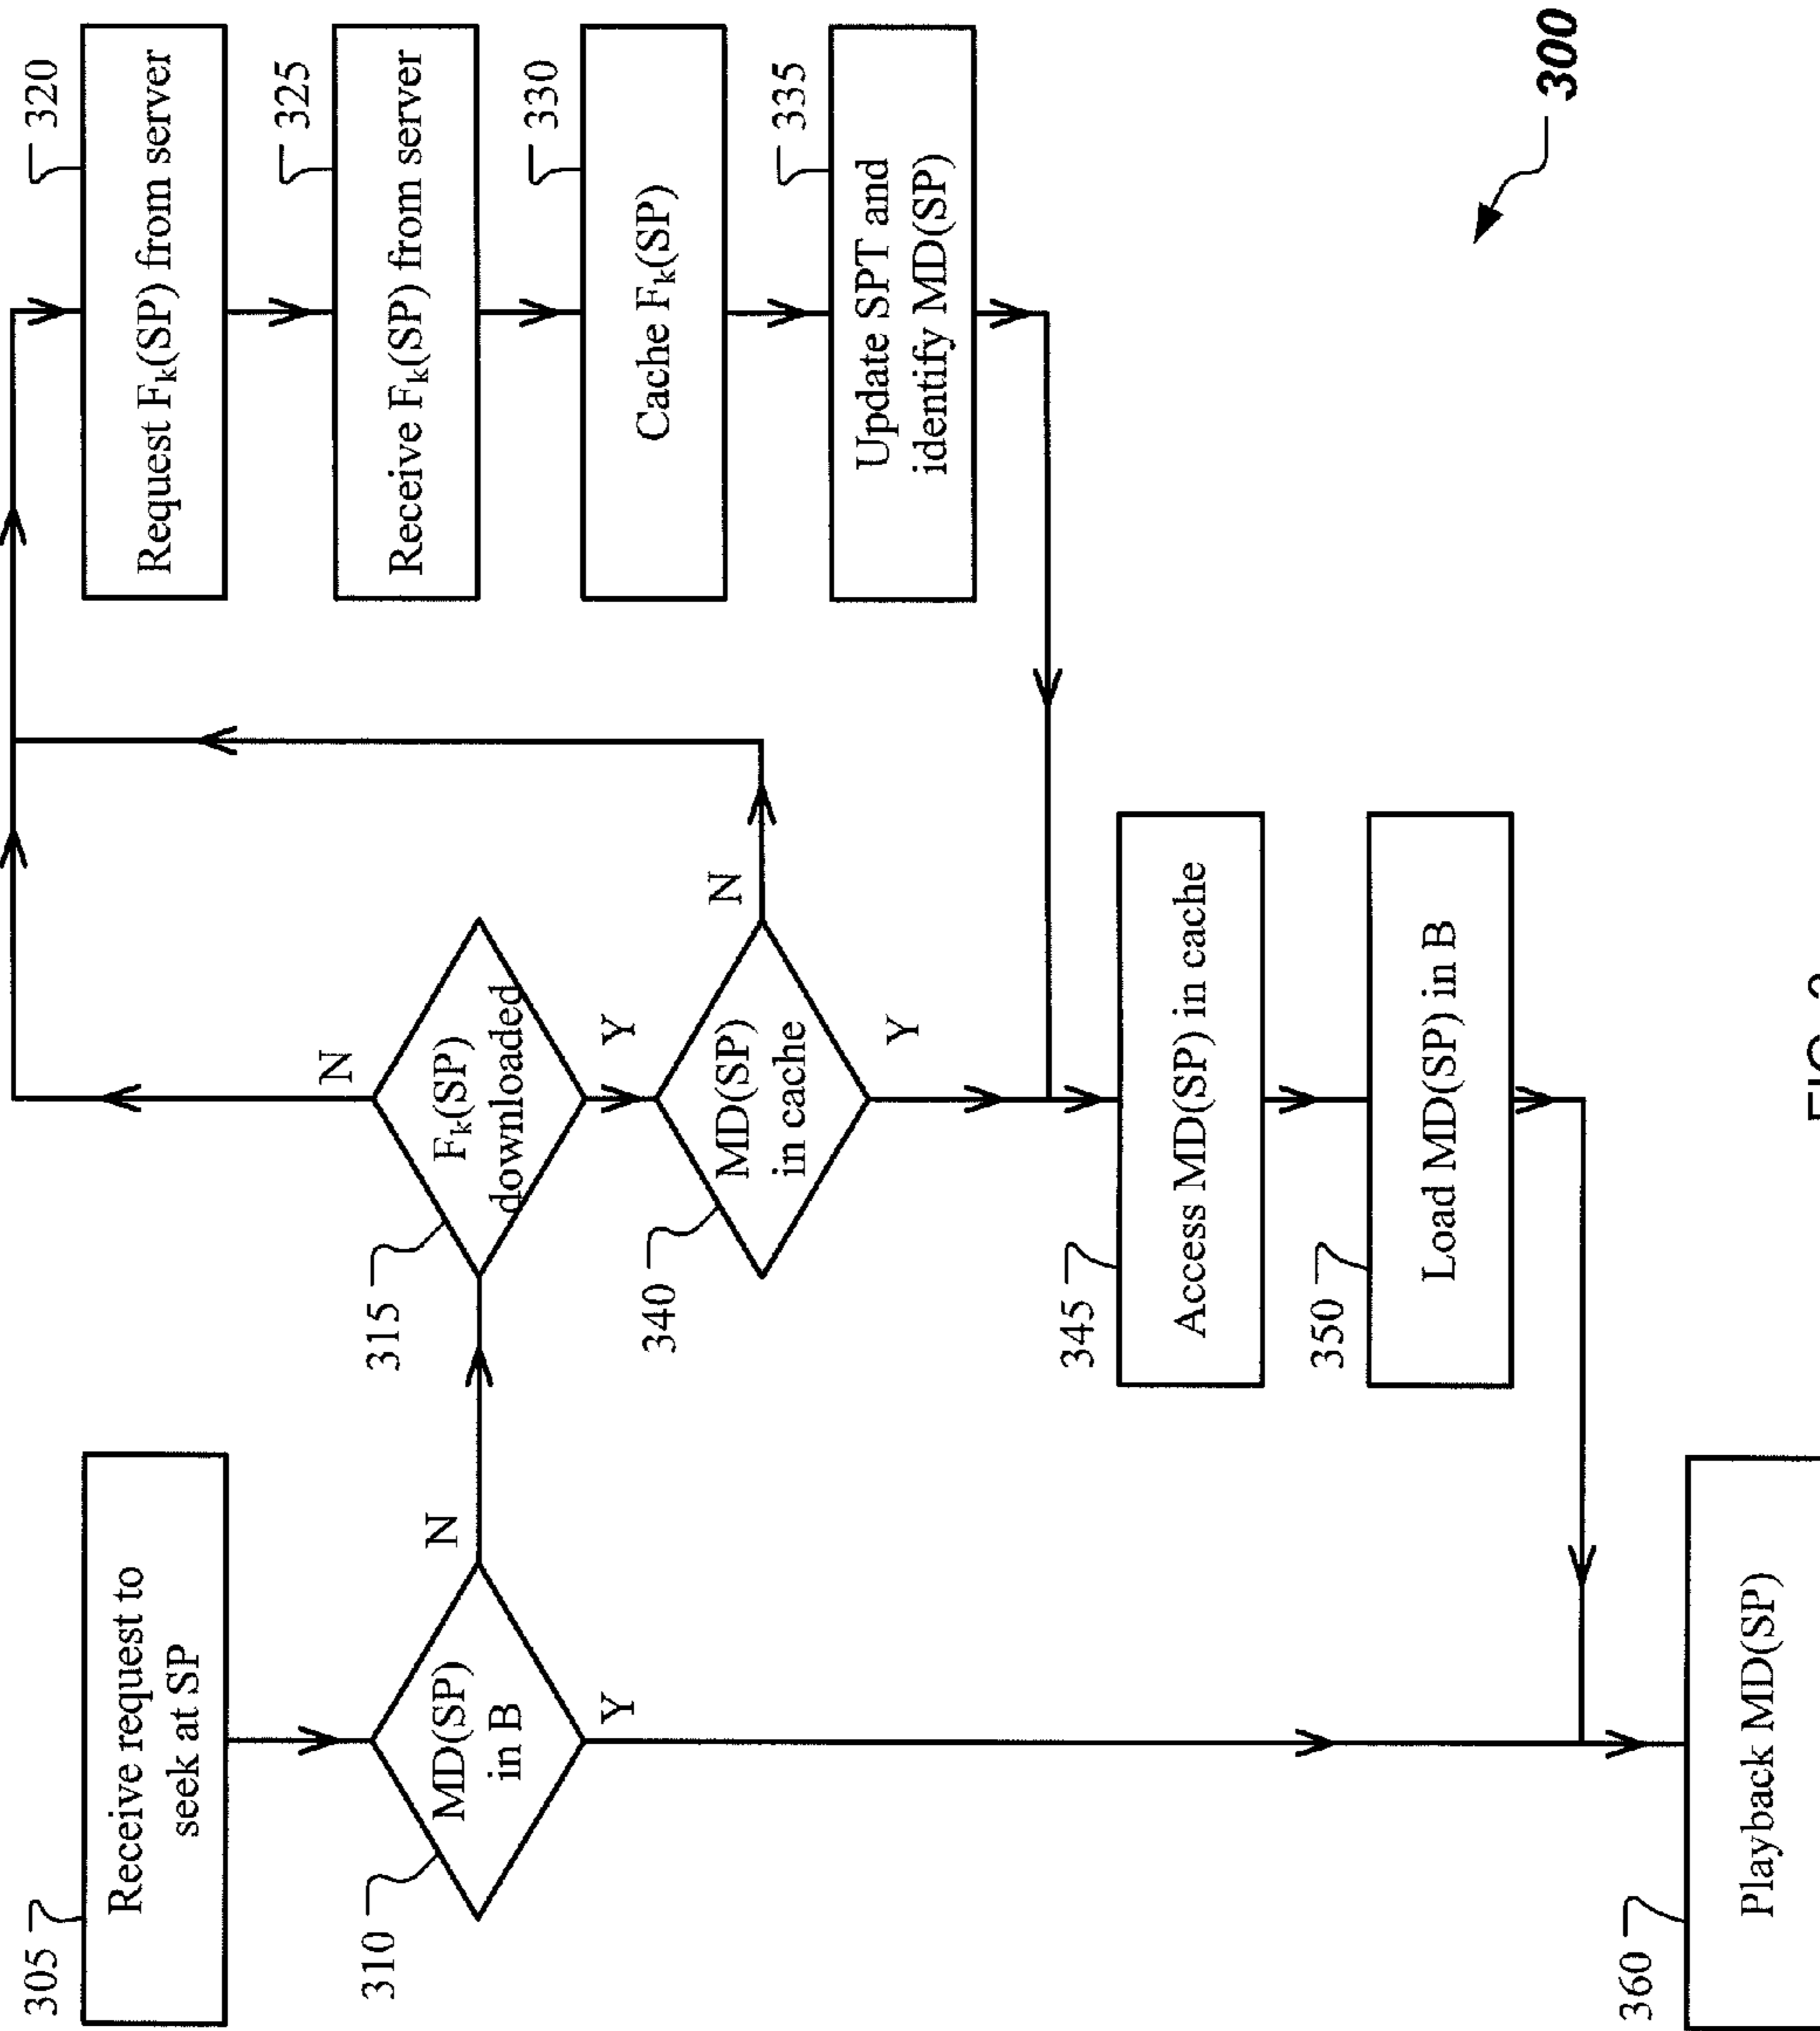 305
Receive request to
seek at SP
310
MD(SP)
in B
N
Y
315
Fₖ(SP)
downloaded
N
Y
340
MD(SP)
in cache
N
Y
320
Request Fₖ(SP) from server
325
Receive Fₖ(SP) from server
330
Cache Fₖ(SP)
335
Update SPT and
identify MD(SP)
345
Access MD(SP) in cache
350
Load MD(SP) in B
360
Playback MD(SP)
300